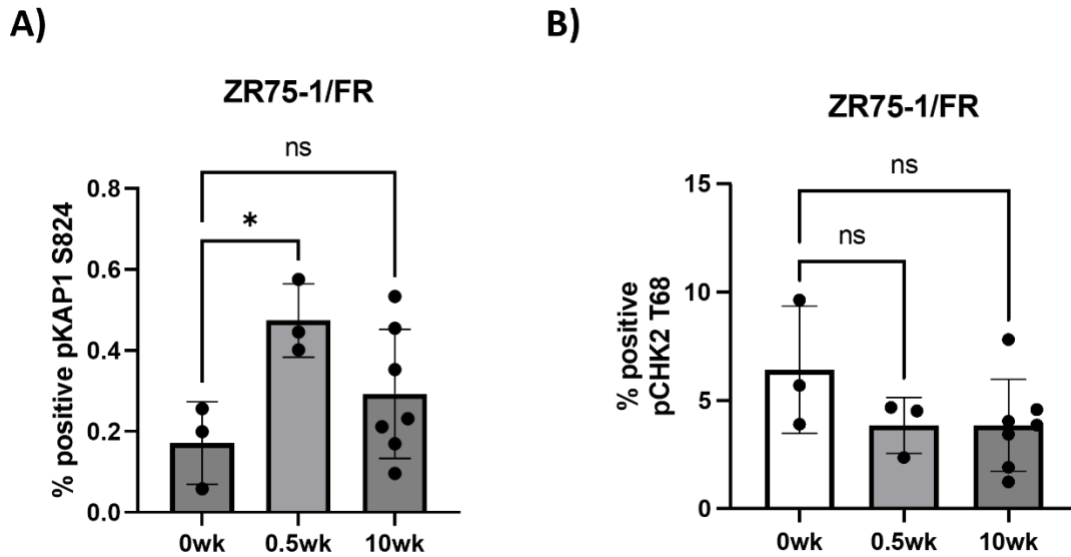 A)
ZR75-1/FR
ns
*
% positive pKAP1 S824
0.8
0.6
0.4
0.2
0.0
0wk 0.5wk 10wk
B)
ZR75-1/FR
ns
ns
% positive
pCHK2 T68
15
10
5
0
0wk 0.5wk 10wk